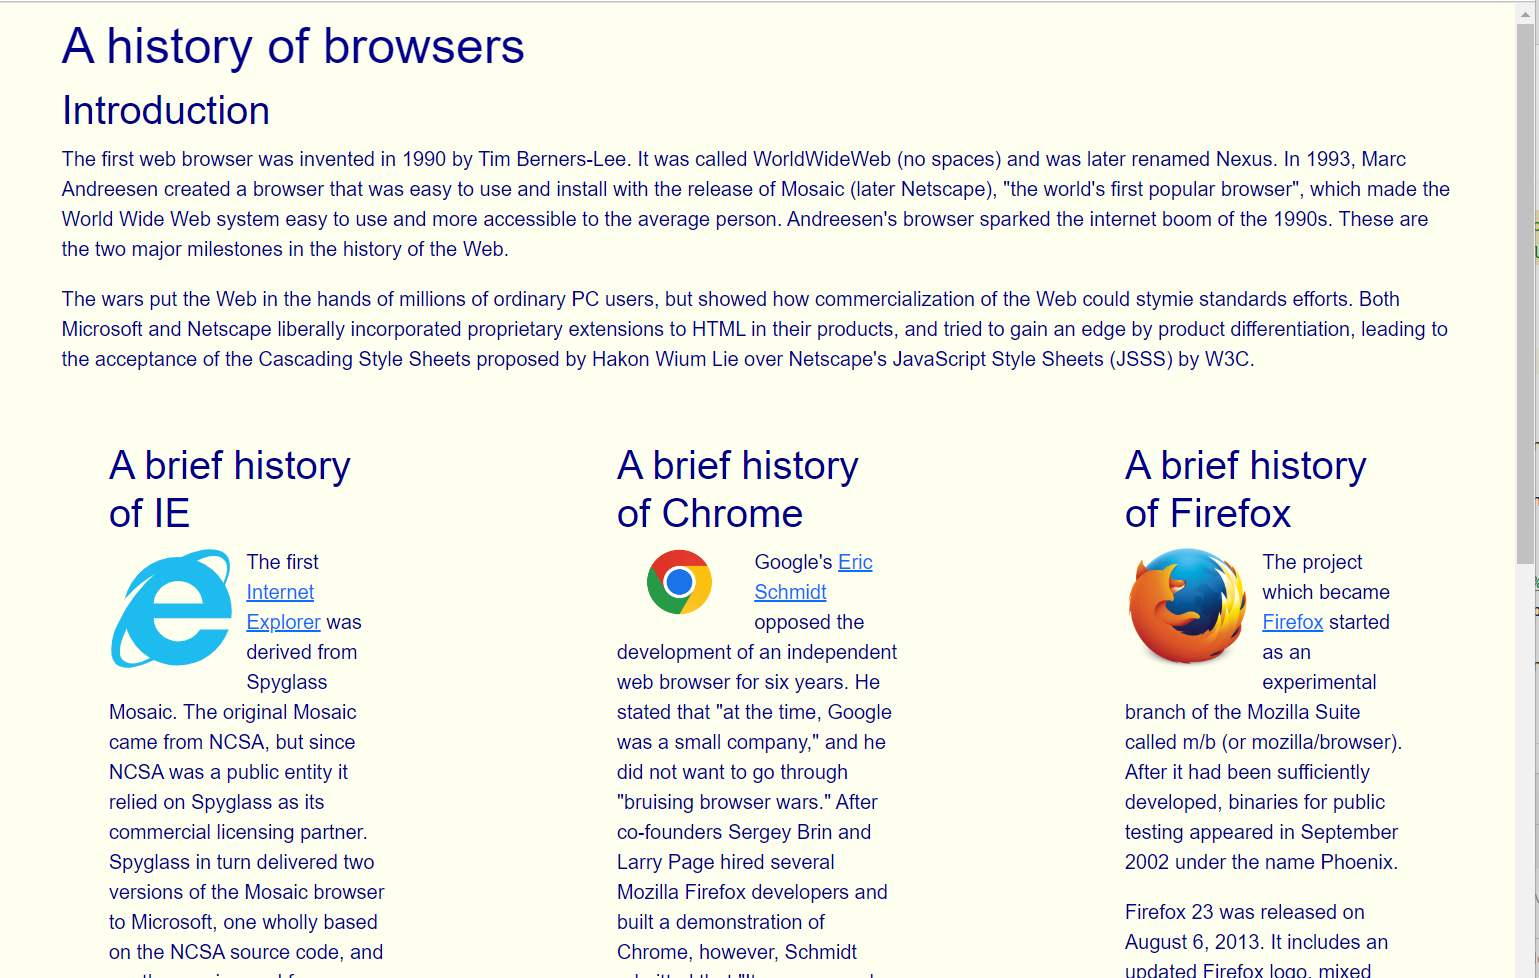 A history of browsers
Introduction
The first web browser was invented in 1990 by Tim Berners-Lee. It was called WorldWideWeb (no spaces) and was later renamed Nexus. In 1993, Marc
Andreesen created a browser that was easy to use and install with the release of Mosaic (later Netscape), "the world's first popular browser", which made the
World Wide Web system easy to use and more accessible to the average person. Andreesen's browser sparked the internet boom of the 1990s. These are
the two major milestones in the history of the Web.
The wars put the Web in the hands of millions of ordinary PC users, but showed how commercialization of the Web could stymie standards efforts. Both
Microsoft and Netscape liberally incorporated proprietary extensions to HTML in their products, and tried to gain an edge by product differentiation, leading to
the acceptance of the Cascading Style Sheets proposed by Hakon Wium Lie over Netscape's JavaScript Style Sheets (JSSS) by W3C.
A brief history
of IE
The first
Internet
Explorer was
derived from
Spyglass
Mosaic. The original Mosaic
came from NCSA, but since
NCSA was a public entity it
relied on Spyglass as its
commercial licensing partner.
Spyglass in turn delivered two
versions of the Mosaic browser
to Microsoft, one wholly based
on the NCSA source code, and
A brief history
of Chrome
Google's Eric
Schmidt
opposed the
development of an independent
web browser for six years. He
stated that "at the time, Google
was a small company," and he
did not want to go through
"bruising browser wars." After
co-founders Sergey Brin and
Larry Page hired several
Mozilla Firefox developers and
built a demonstration of
Chrome, however, Schmidt
A brief history
of Firefox
The project
which became
Firefox started
as an
experimental
branch of the Mozilla Suite
called m/b (or mozilla/browser).
After it had been sufficiently
developed, binaries for public
testing appeared in September
2002 under the name Phoenix.
Firefox 23 was released on
August 6, 2013. It includes an
updated Firefox logo, mixed